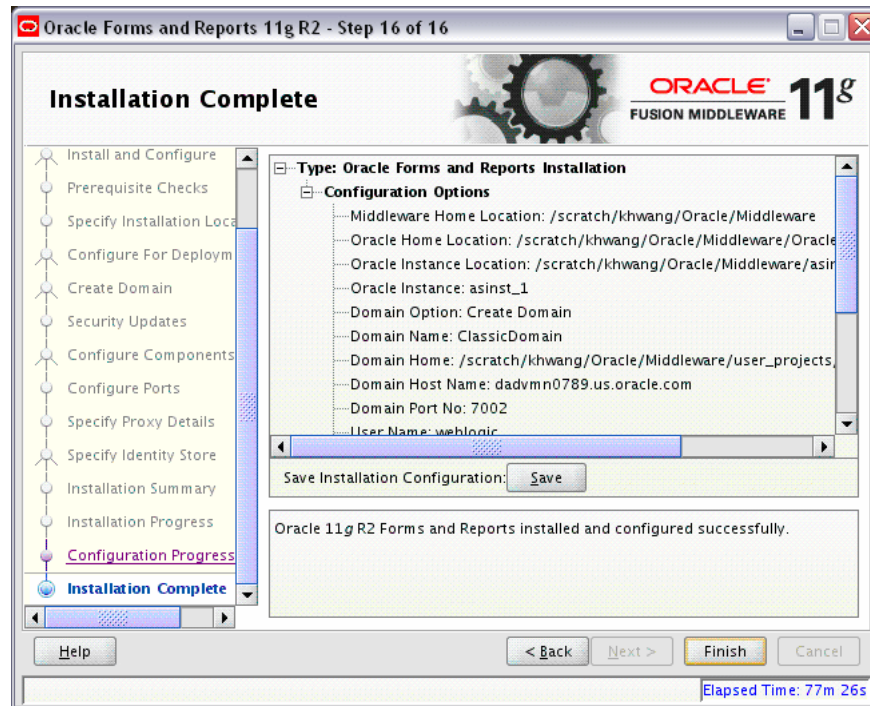 Oracle Forms and Reports 11g R2 - Step 16 of 16
Installation Complete
ORACLE
FUSION MIDDLEWARE
11g
Install and Configure
Prerequisite Checks
Specify Installation Loca
Configure For Deploym
Create Domain
Security Updates
Configure Components
Configure Ports
Specify Proxy Details
Specify Identity Store
Installation Summary
Installation Progress
Configuration Progress
Installation Complete
Type: Oracle Forms and Reports Installation
Configuration Options
Middleware Home Location: /scratch/khwang/Oracle/Middleware
Oracle Home Location: /scratch/khwang/Oracle/Middleware/Oracle
Oracle Instance Location: /scratch/khwang/Oracle/Middleware/asin
Oracle Instance: asinst_1
Domain Option: Create Domain
Domain Name: ClassicDomain
Domain Home: /scratch/khwang/Oracle/Middleware/user_projects,
Domain Host Name: dadvmn0789.us.oracle.com
Domain Port No: 7002
User Name: weblogic
Save Installation Configuration: Save
Oracle 11g R2 Forms and Reports installed and configured successfully.
Help < Back Next > Finish Cancel
Elapsed Time: 77m 26s